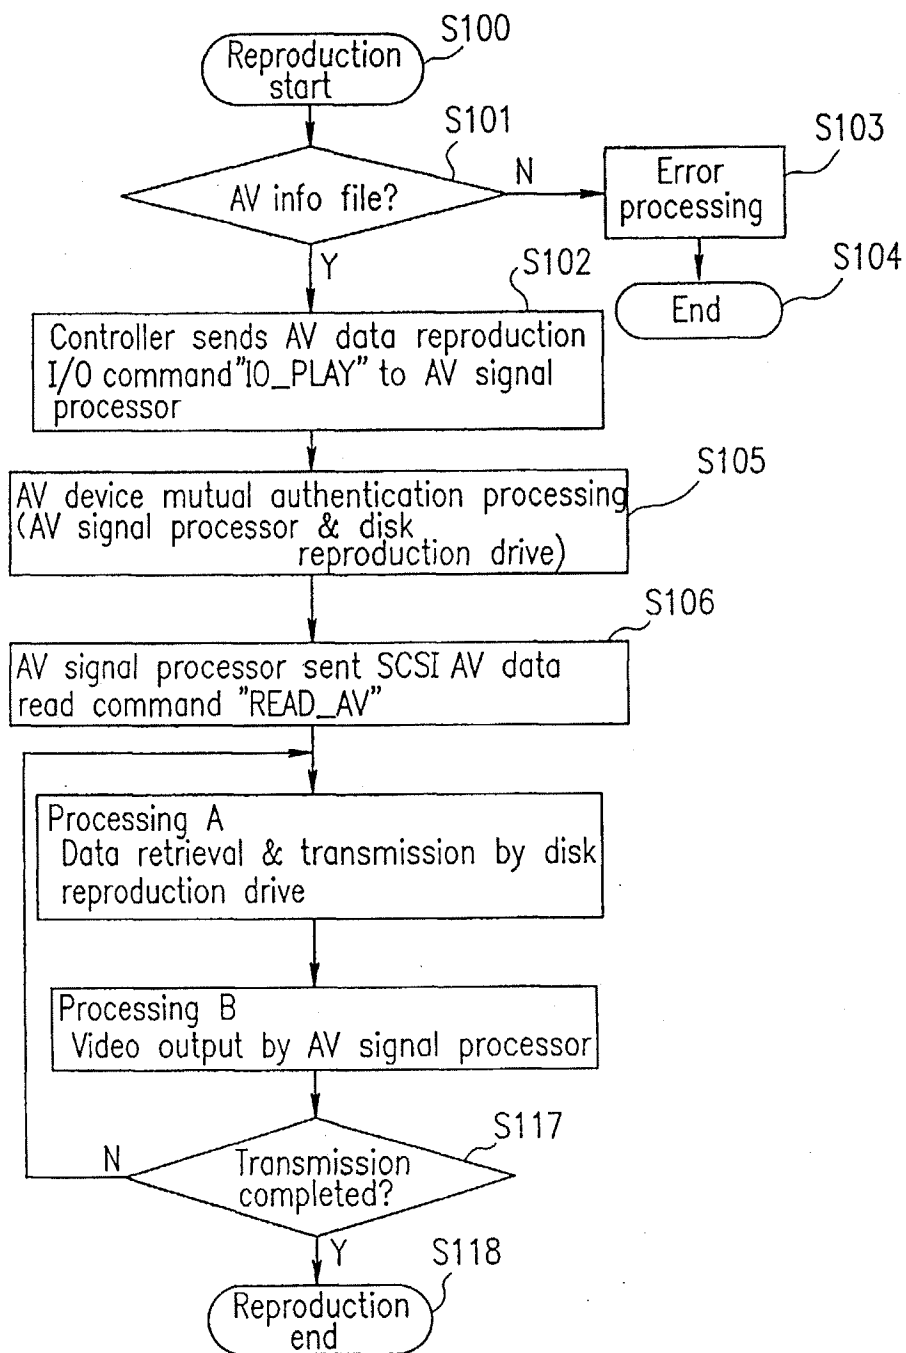 S100
Reproduction
start
S101
AV info file?
N
S103
Error
processing
Y
S102
S104
End
Controller sends AV data reproduction
I/O command"IO_PLAY" to AV signal
processor
S105
AV device mutual authentication processing
(AV signal processor & disk
reproduction drive)
S106
AV signal processor sent SCSI AV data
read command "READ_AV"
Processing A
Data retrieval & transmission by disk
reproduction drive
Processing B
Video output by AV signal processor
S117
N
Transmission
completed?
Y
S118
Reproduction
end